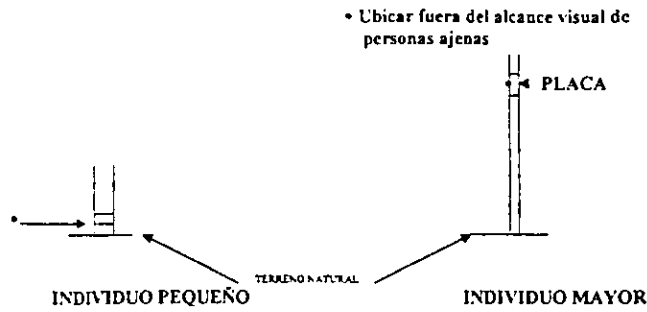 • Ubicar fuera del alcance visual de
personas ajenas
PLACA
TERRENO NATURAL
INDIVIDUO PEQUEÑO
INDIVIDUO MAYOR